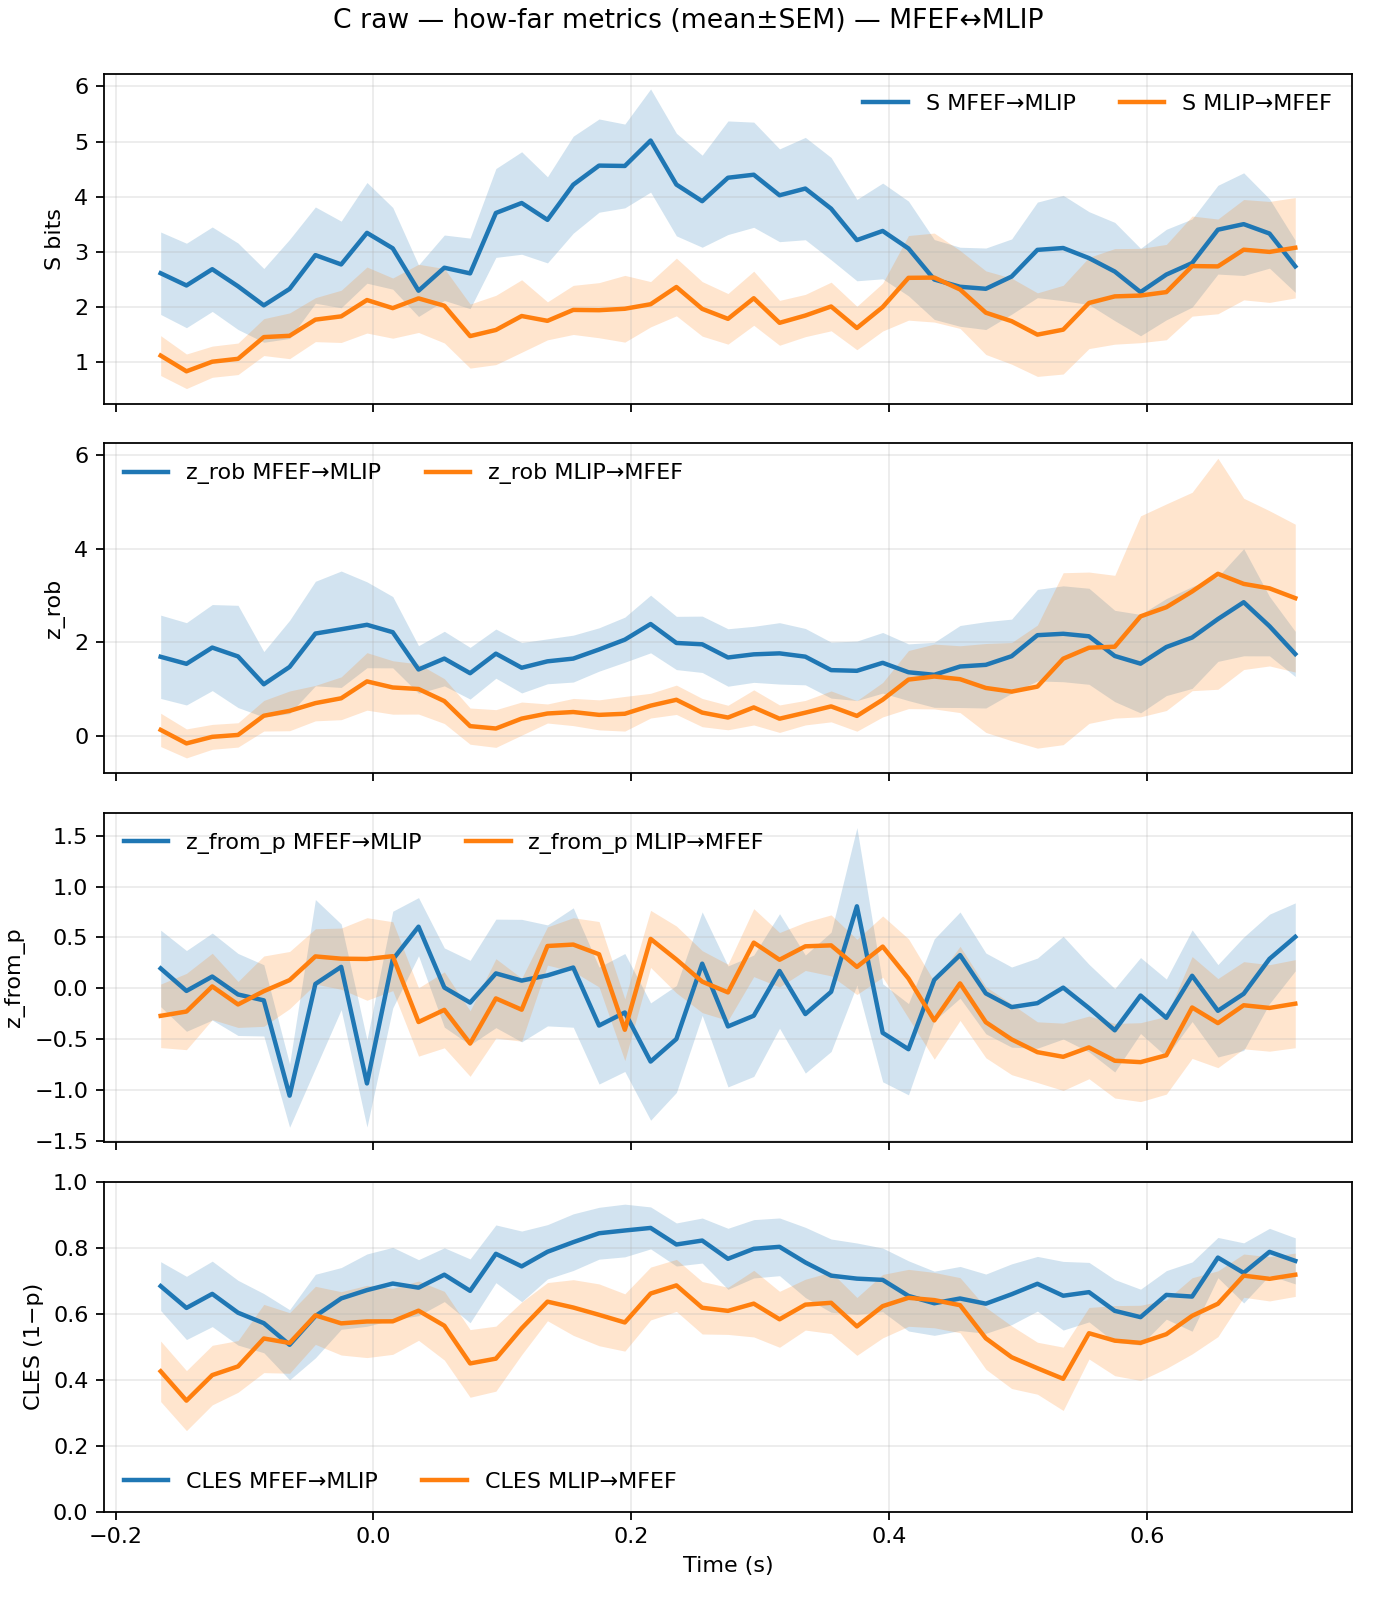 C raw — how-far metrics (mean±SEM) — MFEF↔MLIP
S MFEF→MLIP S MLIP→MFEF
6
5
4
3
2
1
S bits
z_rob MFEF→MLIP z_rob MLIP→MFEF
6
4
2
0
z_rob
z_from_p MFEF→MLIP z_from_p MLIP→MFEF
1.5
1.0
0.5
0.0
−0.5
−1.0
−1.5
z_from_p
1.0
0.8
0.6
0.4
0.2
0.0
CLES (1−p)
CLES MFEF→MLIP CLES MLIP→MFEF
−0.2 0.0 0.2 0.4 0.6
Time (s)